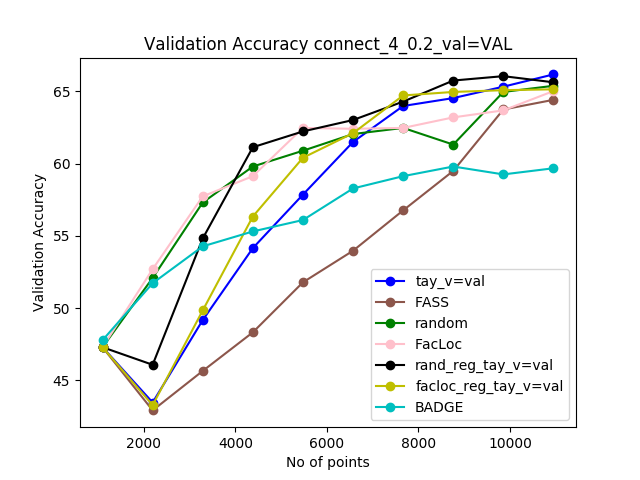 Validation Accuracy connect_4_0.2_val=VAL
Validation Accuracy
65
60
55
50
45
2000
4000
6000
8000
10000
No of points
tay_v=val
FASS
random
FacLoc
rand_reg_tay_v=val
facloc_reg_tay_v=val
BADGE